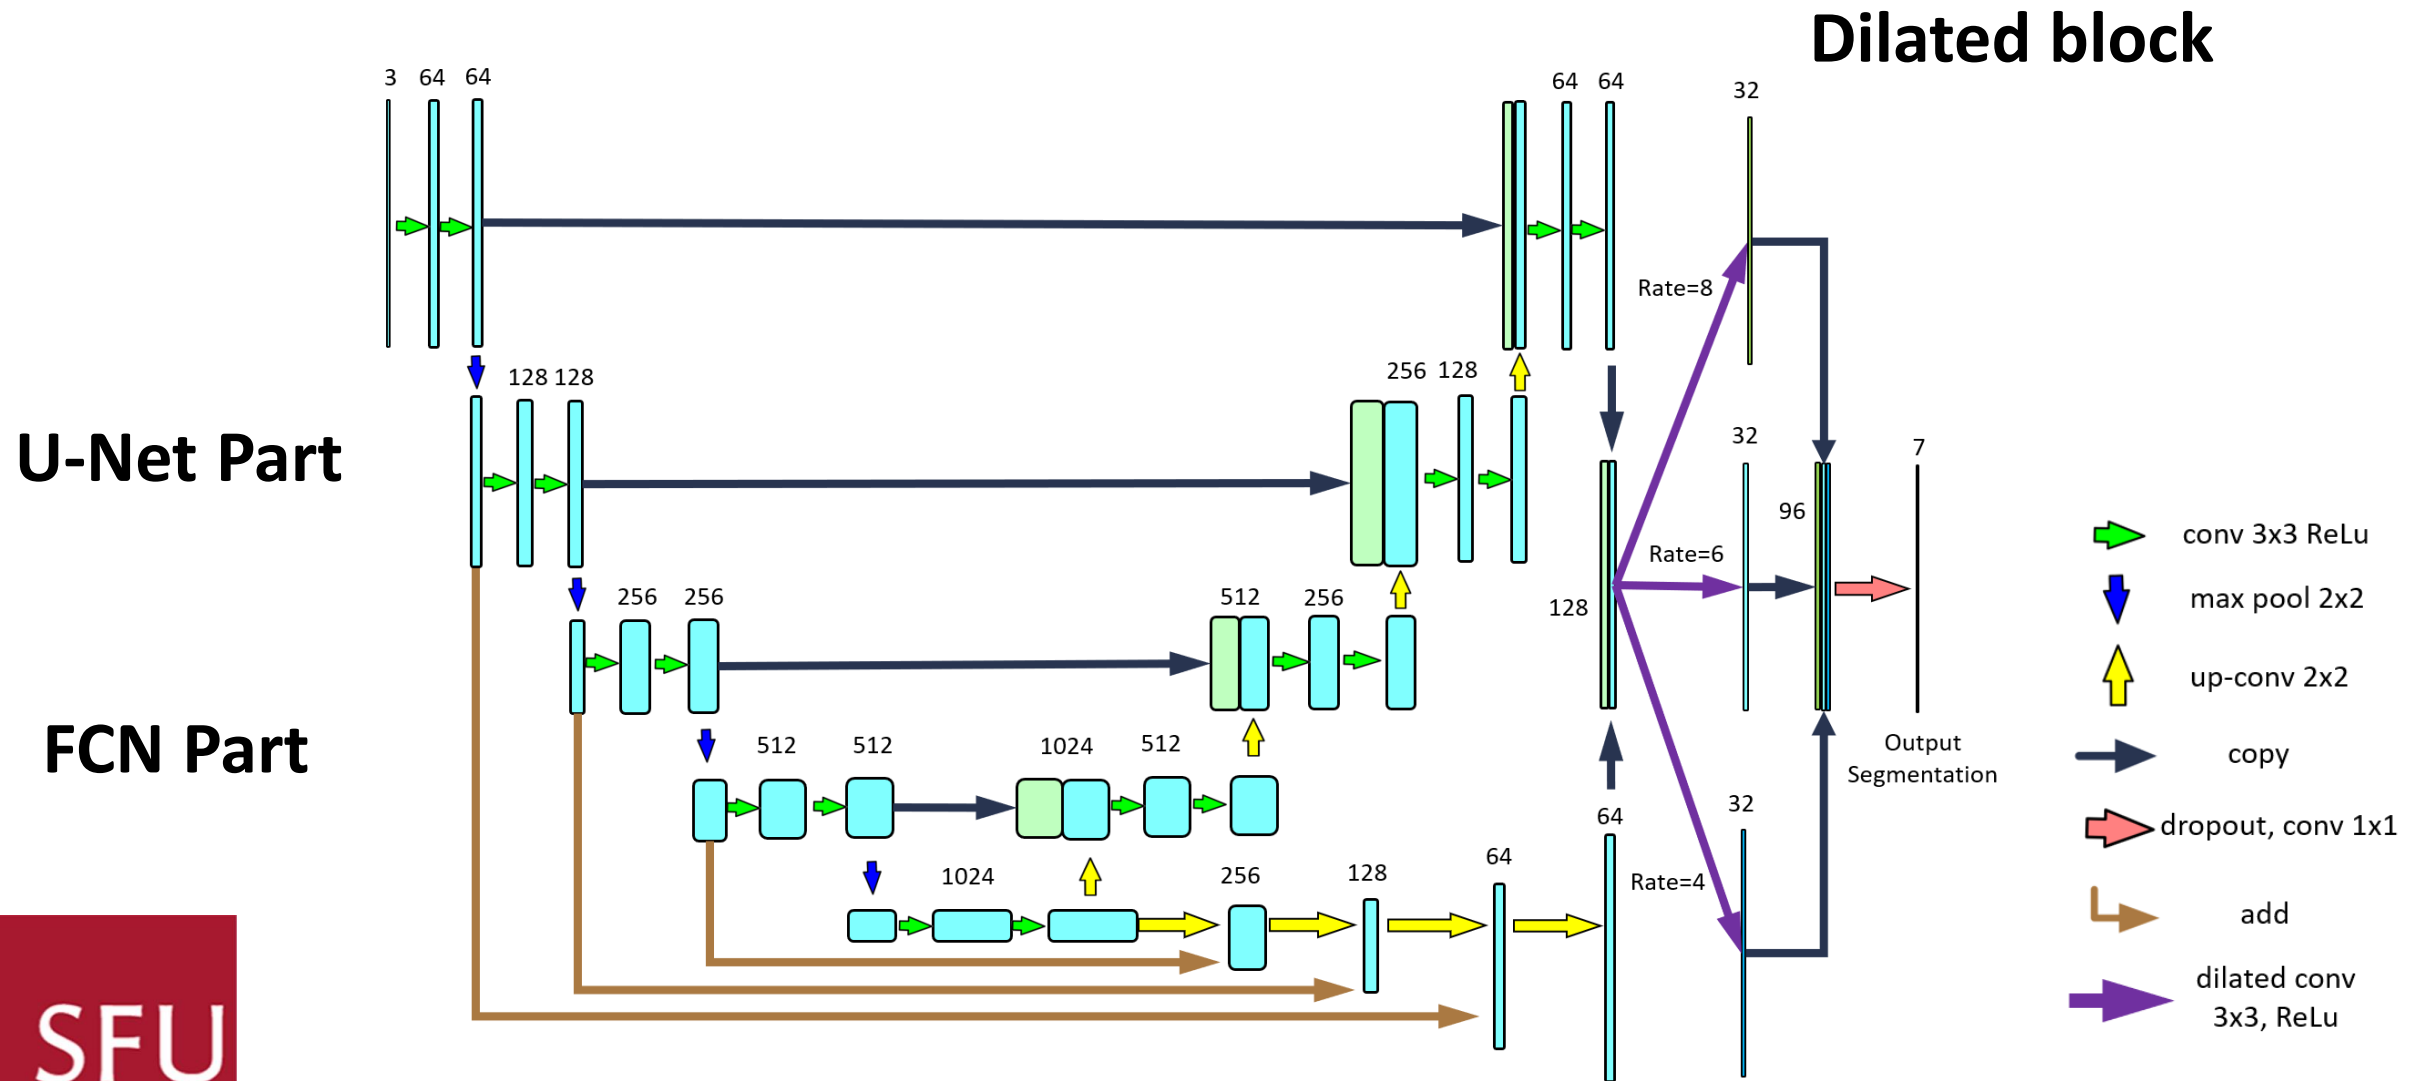 Dilated block
3 64 64
64 64
32
Rate=8
U-Net Part
128 128
256 128
32
7
96
Rate=6
128
256 256
512 256
FCN Part
512 512
1024 512
Output
Segmentation
1024
256 128 64
64
Rate=4
32
conv 3x3 ReLu
max pool 2x2
up-conv 2x2
copy
dropout, conv 1x1
add
dilated conv
3x3, ReLu
SFU